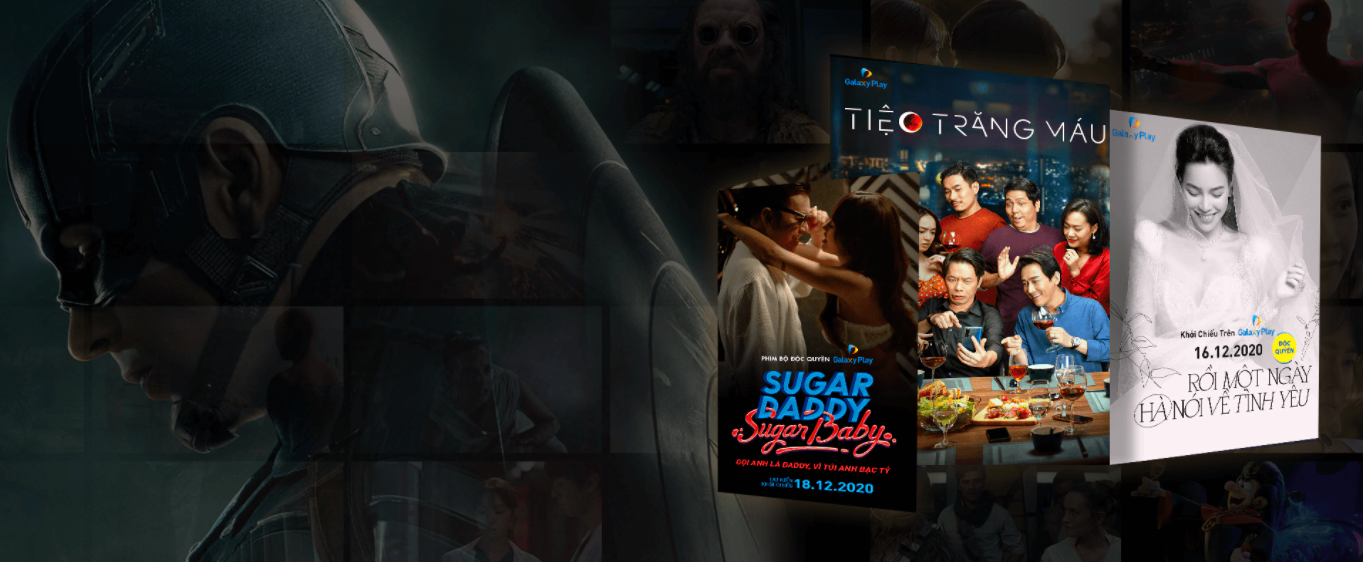 Galaxy Play
TIỆC TRĂNG MÁU
PHIM BỘ ĐỘC QUYỀN Galaxy Play
SUGAR
DADDY
Sugar Baby
GỌI ANH LÀ DADDY, VÌ TÚI ANH BẠC TỶ
18.12.2020
Galaxy Play
Khởi Chiếu Trên Galaxy Play
16.12.2020
ĐỘC
QUYỀN
RỒI MỘT NGÀY
(HÀ) NÓI VỀ TÌNH YÊU